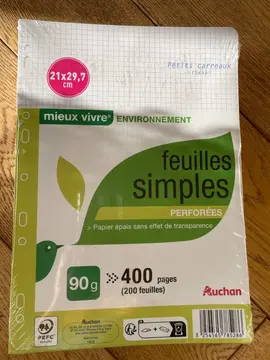 Petits carreaux
21x29,7
cm
mieux vivre® ENVIRONNEMENT
feuilles
simples
PERFORÉES
> Papier épais sans effet de transparence
90g
400 pages
(200 feuilles)
Auchan
PEFC
Auchan